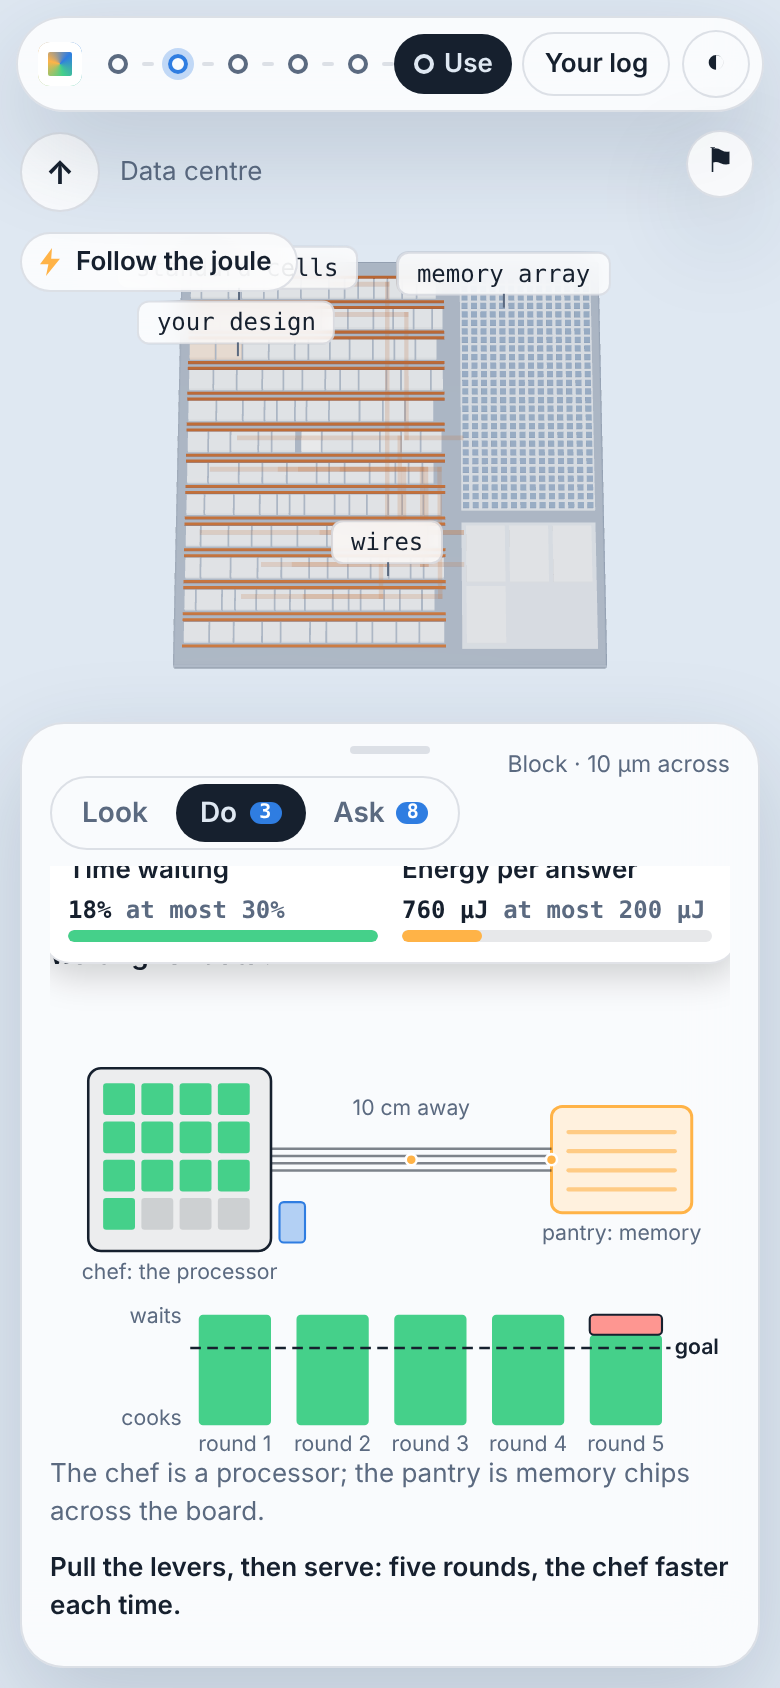 Use
Your log
Data centre
Follow the joule
cells
memory array
your design
wires
Block · 10 µm across
Look
Do 3
Ask 8
Time waiting
Energy per answer
18% at most 30%
760 µJ at most 200 µJ
10 cm away
pantry: memory
chef: the processor
waits
goal
cooks
round 1
round 2
round 3
round 4
round 5
The chef is a processor; the pantry is memory chips
across the board.
Pull the levers, then serve: five rounds, the chef faster
each time.